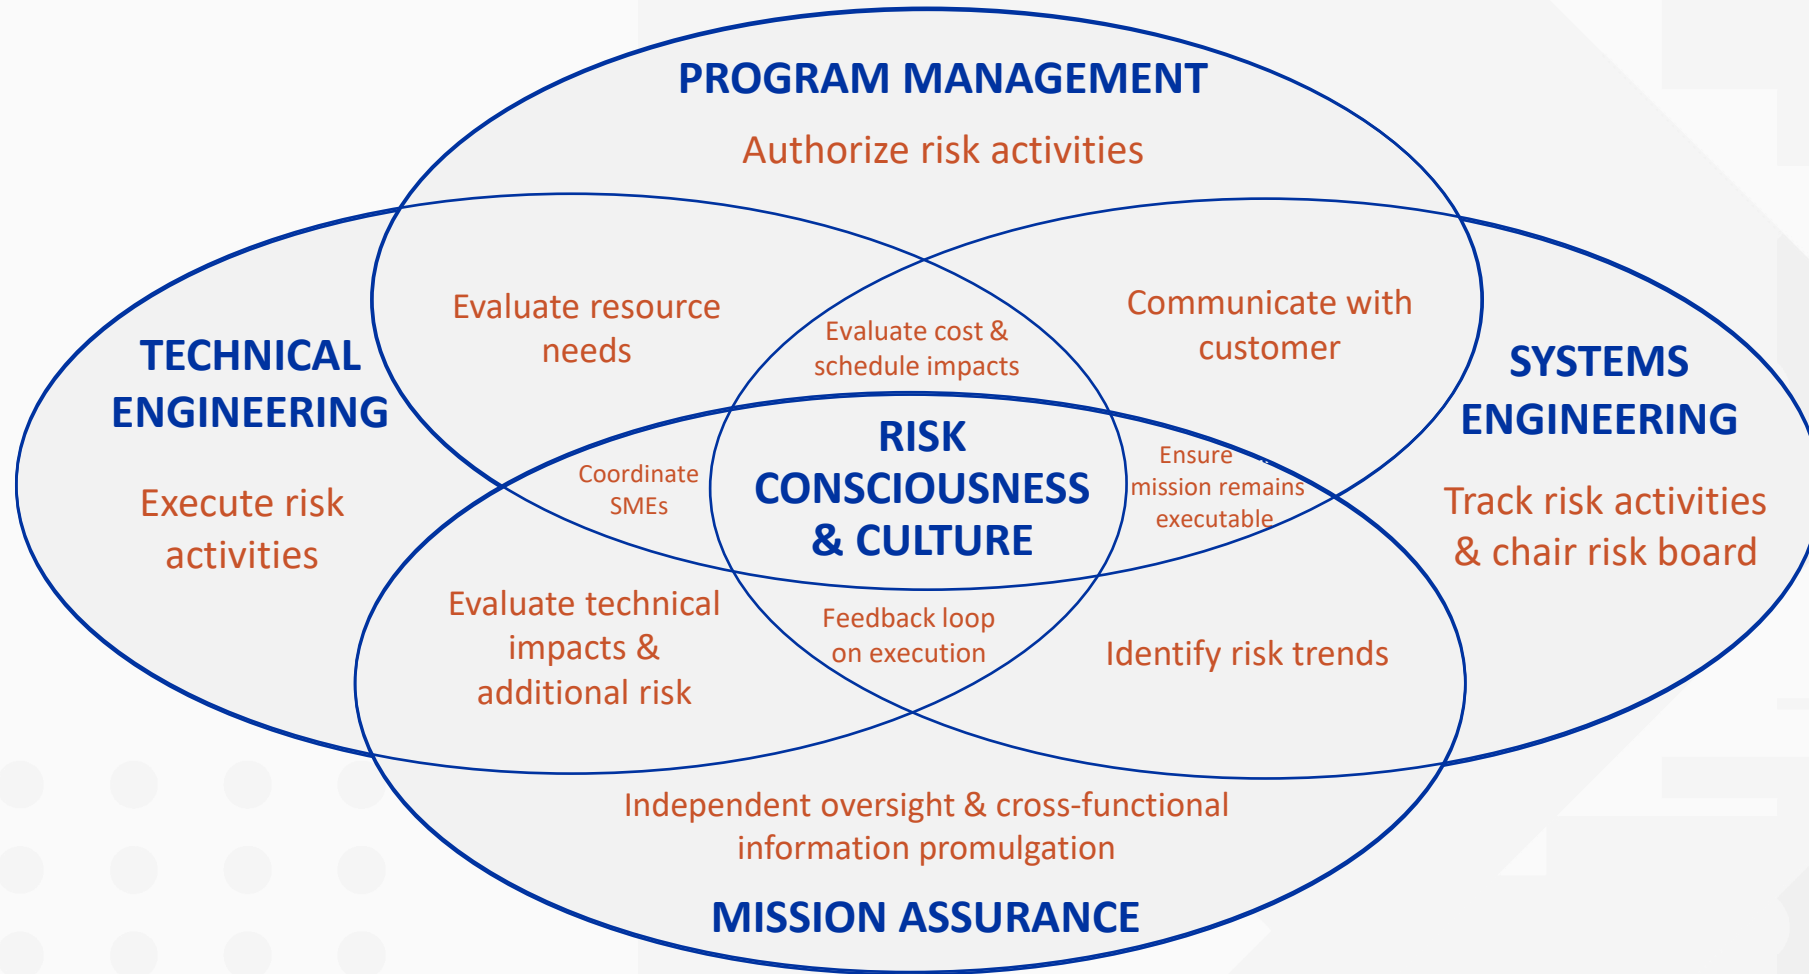 PROGRAM MANAGEMENT
Authorize risk activities
Evaluate resource
needs
Evaluate cost &
schedule impacts
Communicate with
customer
TECHNICAL
ENGINEERING
Execute risk
activities
SYSTEMS
ENGINEERING
Track risk activities
& chair risk board
Coordinate
SMEs
RISK
CONSCIOUSNESS
& CULTURE
Ensure
mission remains
executable
Evaluate technical
impacts &
additional risk
Feedback loop
on execution
Identify risk trends
Independent oversight & cross-functional
information promulgation
MISSION ASSURANCE